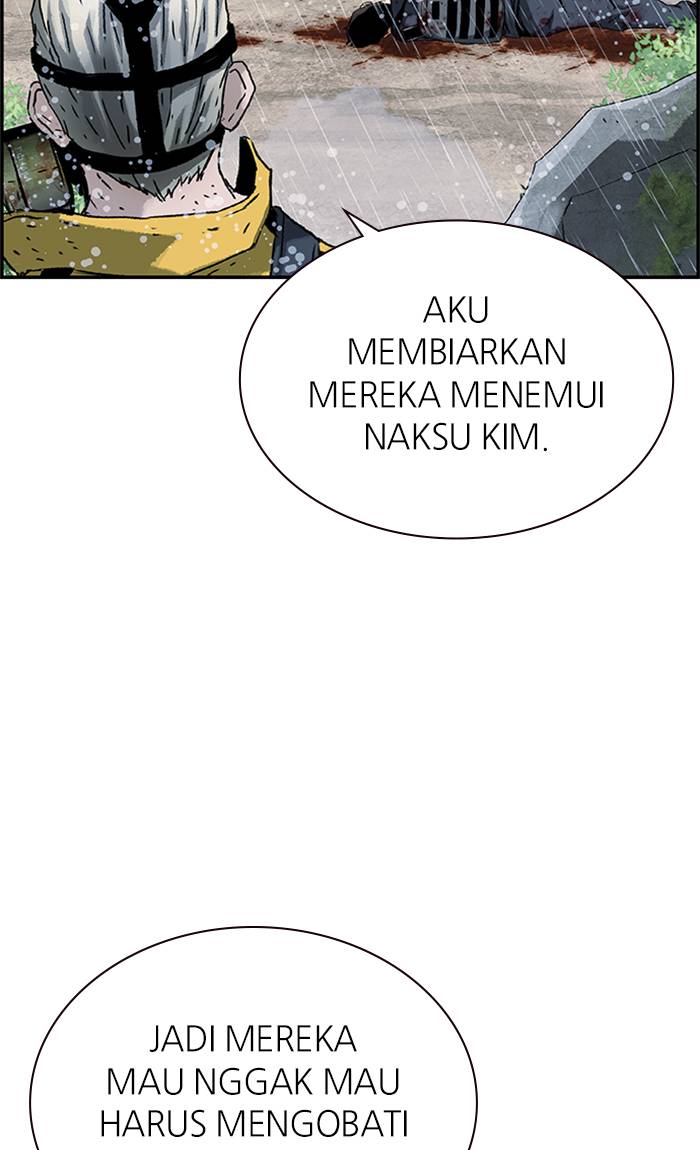 AKU
MEMBIARKAN
MEREKA MENEMUI
NAKSU KIM.
JADI MEREKA
MAU NGGAK MAU
HARUS MENGOBATI